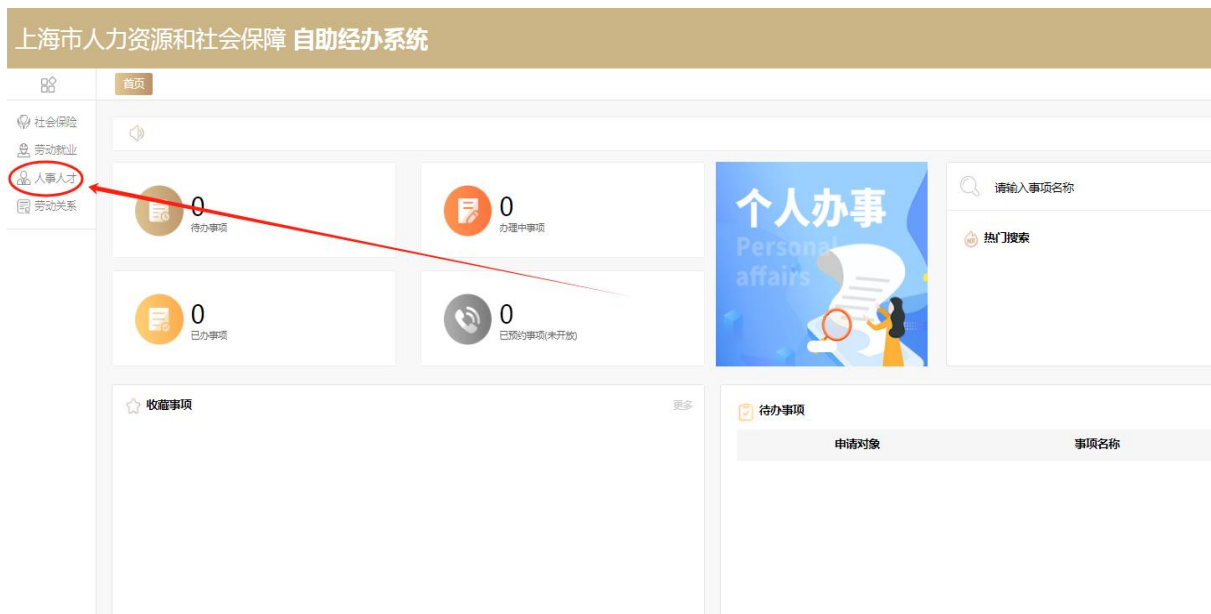 上海市人力资源和社会保障 自助经办系统
首页
社会保险
劳动就业
人事人才
劳动关系
0
待办事项
0
办理中事项
0
已办事项
0
已预约事项(未开放)
个人办事
Personal
affairs
请输入事项名称
热门搜索
收藏事项 更多
待办事项
申请对象 事项名称